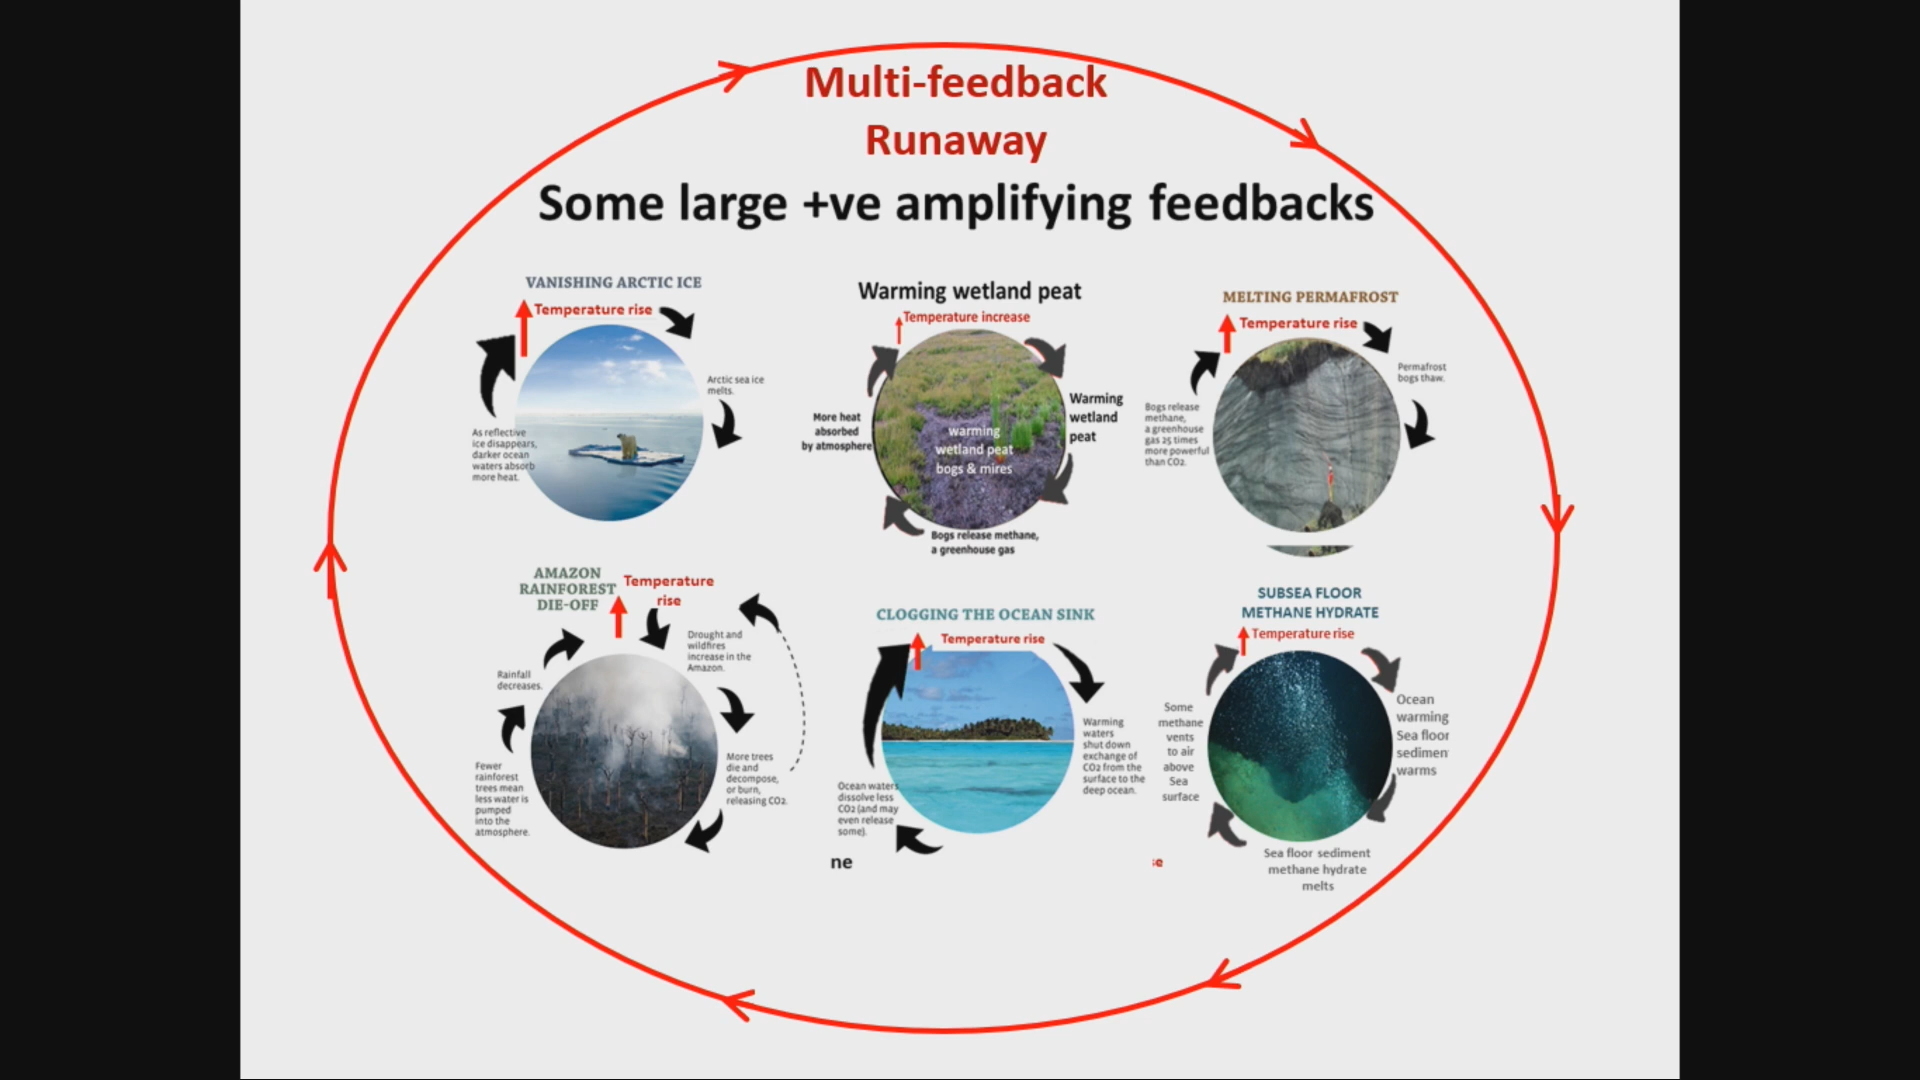 Multi-feedback
Runaway
Some large +ve amplifying feedbacks
VANISHING ARCTIC ICE
Temperature rise
Arctic sea ice
melts.
As reflective
ice disappears,
darker ocean
waters absorb
more heat.
Warming wetland peat
Temperature increase
Warming
wetland
peat
warming
wetland peat
bogs & mires
More heat
absorbed
by atmosphere
Bogs release methane,
a greenhouse gas
MELTING PERMAFROST
Temperature rise
Permafrost
bogs thaw.
Bogs release
methane,
a greenhouse
gas 25 times
more powerful
than CO2.
AMAZON
RAINFOREST
DIE-OFF
Temperature
rise
Drought and
wildfires
increase in the
Amazon.
More trees
die and
decompose,
or burn,
releasing CO2.
Fewer
rainforest
trees mean
less water is
pumped
into the
atmosphere.
Rainfall
decreases.
CLOGGING THE OCEAN SINK
Temperature rise
Warming
waters
shut down
exchange of
CO2 from the
surface to the
deep ocean.
Ocean waters
dissolve less
CO2 (and may
even release
some).
ne
SUBSEA FLOOR
METHANE HYDRATE
Temperature rise
Ocean
warming
Sea floor
sedimen
warms
Sea floor sediment
methane hydrate
melts
Some
methane
vents
to air
above
Sea
surface
se